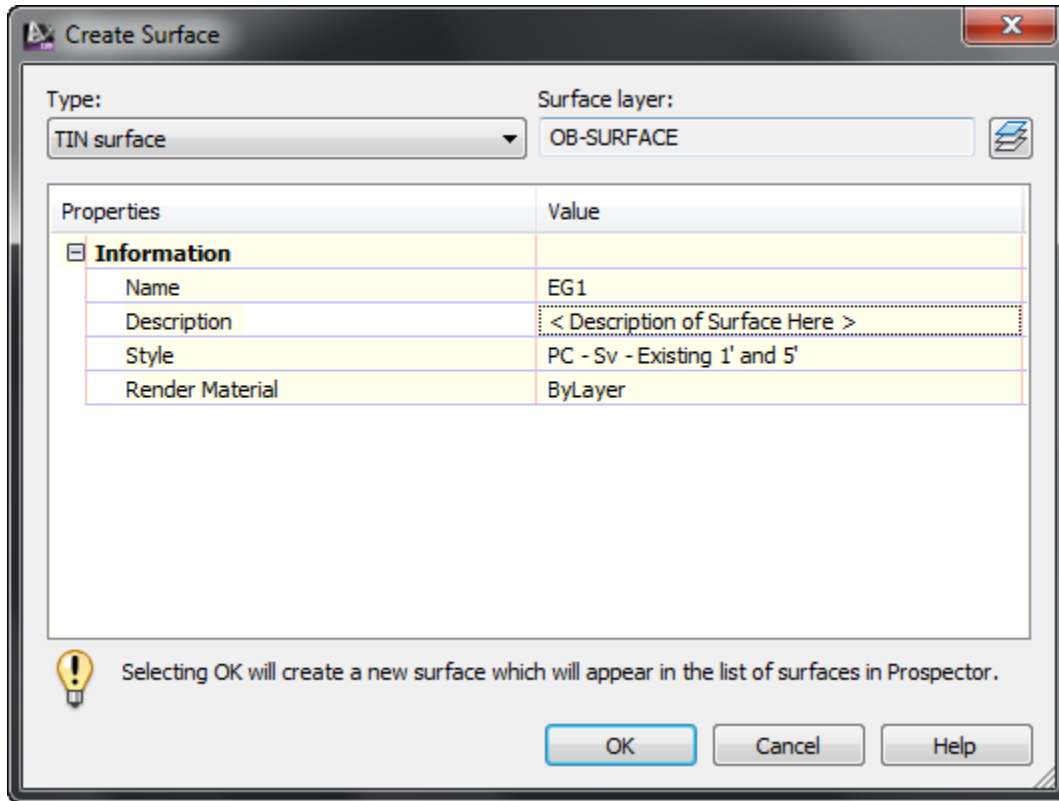 Create Surface
Type:
Surface layer:
TIN surface
OB-SURFACE
Properties
Value
Information
Name
EG1
Description
< Description of Surface Here >
Style
PC - Sv - Existing 1' and 5'
Render Material
ByLayer
Selecting OK will create a new surface which will appear in the list of surfaces in Prospector.
OK
Cancel
Help